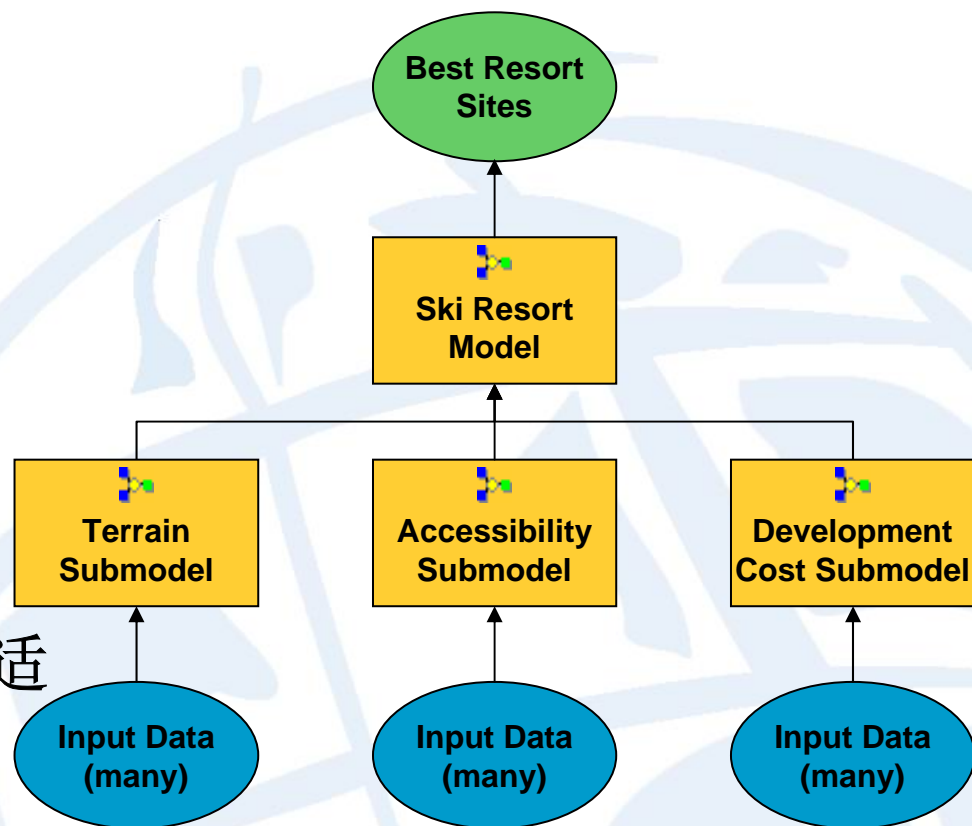 Best Resort
Sites
Ski Resort
Model
Terrain
Submodel
Accessibility
Submodel
Development
Cost Submodel
适
Input Data
(many)
Input Data
(many)
Input Data
(many)